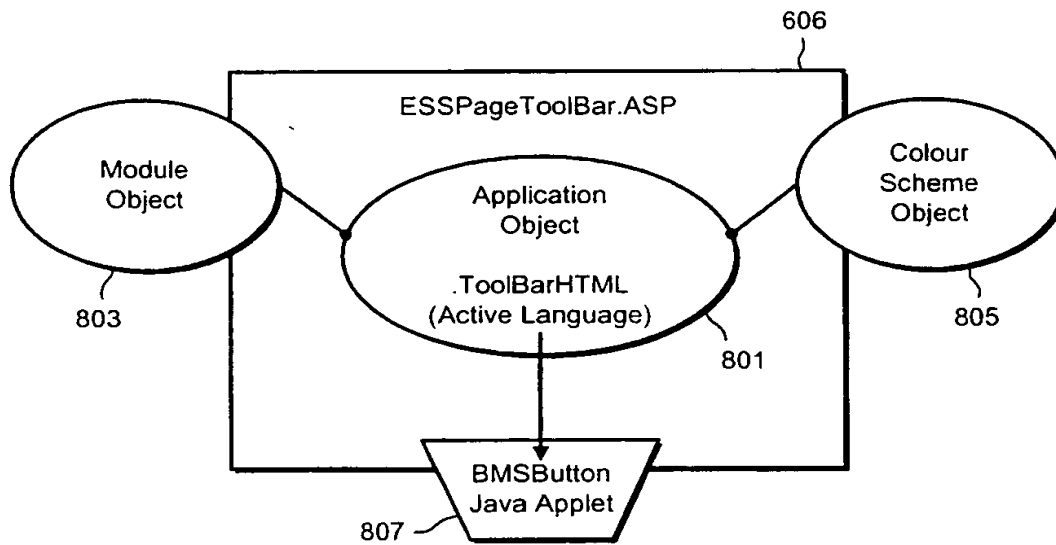 606
ESSPageToolBar.ASP
Module
Object
Colour
Scheme
Object
Application
Object
.ToolBarHTML
(Active Language)
803
805
801
BMSButton
Java Applet
807